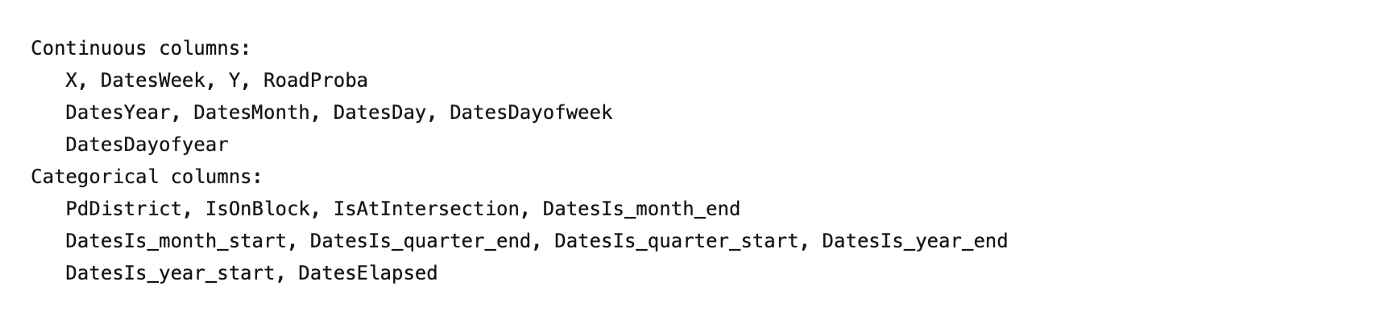 Continuous columns:
X, DatesWeek, Y, RoadProba
DatesYear, DatesMonth, DatesDay, DatesDayofweek
DatesDayofyear
Categorical columns:
PdDistrict, IsOnBlock, IsAtIntersection, DatesIs_month_end
DatesIs_month_start, DatesIs_quarter_end, DatesIs_quarter_start, DatesIs_year_end
DatesIs_year_start, DatesElapsed